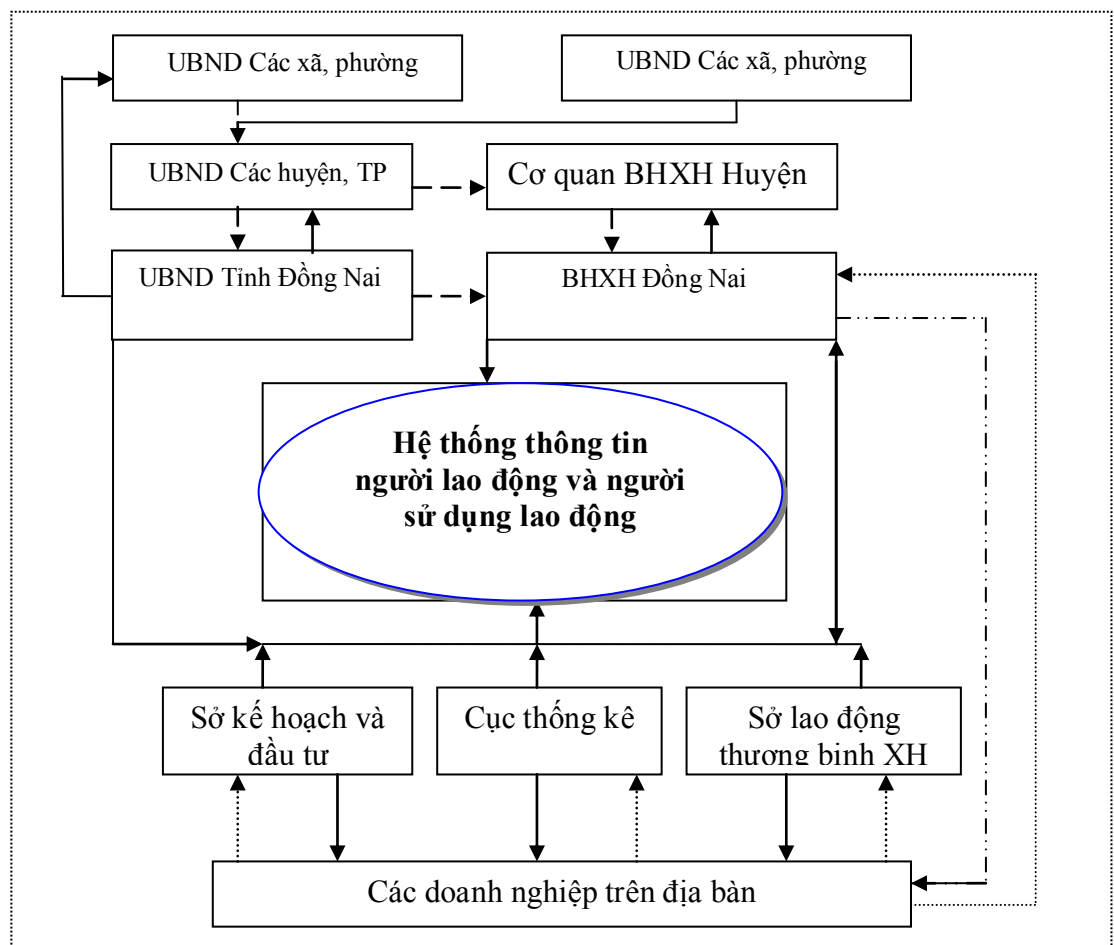 UBND Các xã, phường
UBND Các xã, phường
UBND Các huyện, TP
Cơ quan BHXH Huyện
UBND Tỉnh Đồng Nai
BHXH Đồng Nai
Hệ thống thông tin
người lao động và người
sử dụng lao động
Sở kế hoạch và
đầu tư
Cục thống kê
Sở lao động
thương binh XH
Các doanh nghiệp trên địa bàn